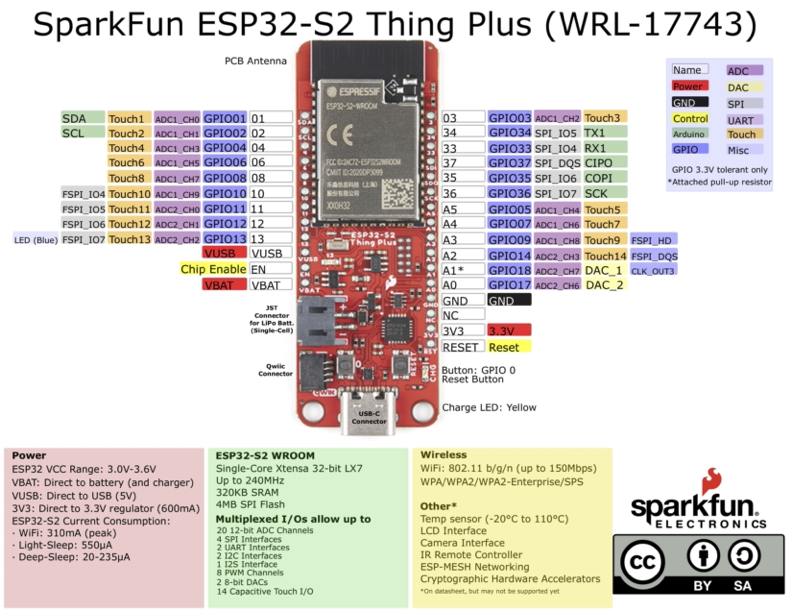 SparkFun ESP32-S2 Thing Plus (WRL-17743)
PCB Antenna
Name ADC
Power DAC
GND SPI
Control UART
Arduino Touch
GPIO Misc
GPIO 3.3V tolerant only
*Attached pull-up resistor
ESPRESSIF
ESP32-S2-WROOM
CE
FCC ID:2AC7Z-ESP32S2WROOM
CMIIT ID:2020DP3099
XX0H32
SDA Touch1 ADC1_CH0 GPIO01 01
SCL Touch2 ADC1_CH1 GPIO02 02
Touch4 ADC1_CH3 GPIO04 04
Touch6 ADC1_CH5 GPIO06 06
Touch8 ADC1_CH7 GPIO08 08
FSPI_IO4 Touch10 ADC1_CH9 GPIO10 10
FSPI_IO5 Touch11 ADC2_CH0 GPIO11 11
FSPI_IO6 Touch12 ADC2_CH1 GPIO12 12
LED (Blue) FSPI_IO7 Touch13 ADC2_CH2 GPIO13 13
VUSB VUSB
Chip Enable EN
VBAT VBAT
03 GPIO03 ADC1_CH2 Touch3
34 GPIO34 SPI_IO5 TX1
33 GPIO33 SPI_IO4 RX1
37 GPIO37 SPI_DQS CIPO
35 GPIO35 SPI_IO6 COPI
36 GPIO36 SPI_IO7 SCK
A5 GPIO05 ADC1_CH4 Touch5
A4 GPIO07 ADC1_CH6 Touch7
A3 GPIO09 ADC1_CH8 Touch9 FSPI_HD
A2 GPIO14 ADC2_CH3 Touch14 FSPI_DQS
A1* GPIO18 ADC2_CH7 DAC_1 CLK_OUT3
A0 GPIO17 ADC2_CH6 DAC_2
GND GND
NC
3V3 3.3V
RESET Reset
ESP32-S2
Thing Plus
SDA
SCL
VUSB
EN
VBAT
GND
NC
3V3
RST
RESET
CHG
QWIIC
JST
Connector
for LiPo Batt.
(Single-Cell)
Qwiic
Connector
USB-C
Connector
Button: GPIO 0
Reset Button
Charge LED: Yellow
Power
ESP32 VCC Range: 3.0V-3.6V
VBAT: Direct to battery (and charger)
VUSB: Direct to USB (5V)
3V3: Direct to 3.3V regulator (600mA)
ESP32-S2 Current Consumption:
· WiFi: 310mA (peak)
· Light-Sleep: 550µA
· Deep-Sleep: 20-235µA
ESP32-S2 WROOM
Single-Core Xtensa 32-bit LX7
Up to 240MHz
320KB SRAM
4MB SPI Flash
Multiplexed I/Os allow up to
20 12-bit ADC Channels
4 SPI Interfaces
2 UART Interfaces
2 I2C Interfaces
1 I2S Interface
8 PWM Channels
2 8-bit DACs
14 Capacitive Touch I/O
Wireless
WiFi: 802.11 b/g/n (up to 150Mbps)
WPA/WPA2/WPA2-Enterprise/SPS
Other*
Temp sensor (-20°C to 110°C)
LCD Interface
Camera Interface
IR Remote Controller
ESP-MESH Networking
Cryptographic Hardware Accelerators
*On datasheet, but may not be supported yet
sparkfun
ELECTRONICS
cc
BY SA